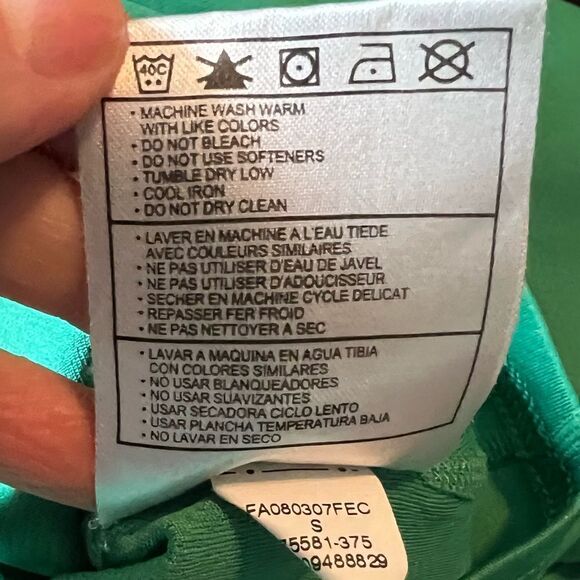 40C
• MACHINE WASH WARM
WITH LIKE COLORS
• DO NOT BLEACH
• DO NOT USE SOFTENERS
• TUMBLE DRY LOW
• COOL IRON
• DO NOT DRY CLEAN
• LAVER EN MACHINE A L'EAU TIEDE
AVEC COULEURS SIMILAIRES
• NE PAS UTILISER D'EAU DE JAVEL
• NE PAS UTILISER D'ADOUCISSEUR
• SECHER EN MACHINE CYCLE DELICAT
• REPASSER FER FROID
• NE PAS NETTOYER A SEC
• LAVAR A MAQUINA EN AGUA TIBIA
CON COLORES SIMILARES
• NO USAR BLANQUEADORES
• NO USAR SUAVIZANTES
• USAR SECADORA CICLO LENTO
• USAR PLANCHA TEMPERATURA BAJA
• NO LAVAR EN SECO
FA080307FEC
S
5581-375
09488829